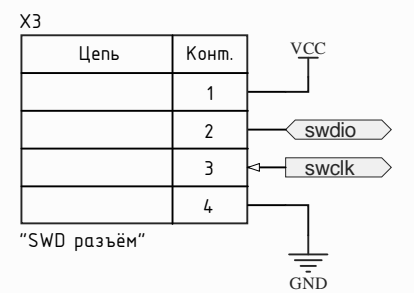 X3
Цепь Конт.
VCC
1
2 swdio
3 swclk
4
"SWD разъём"
GND